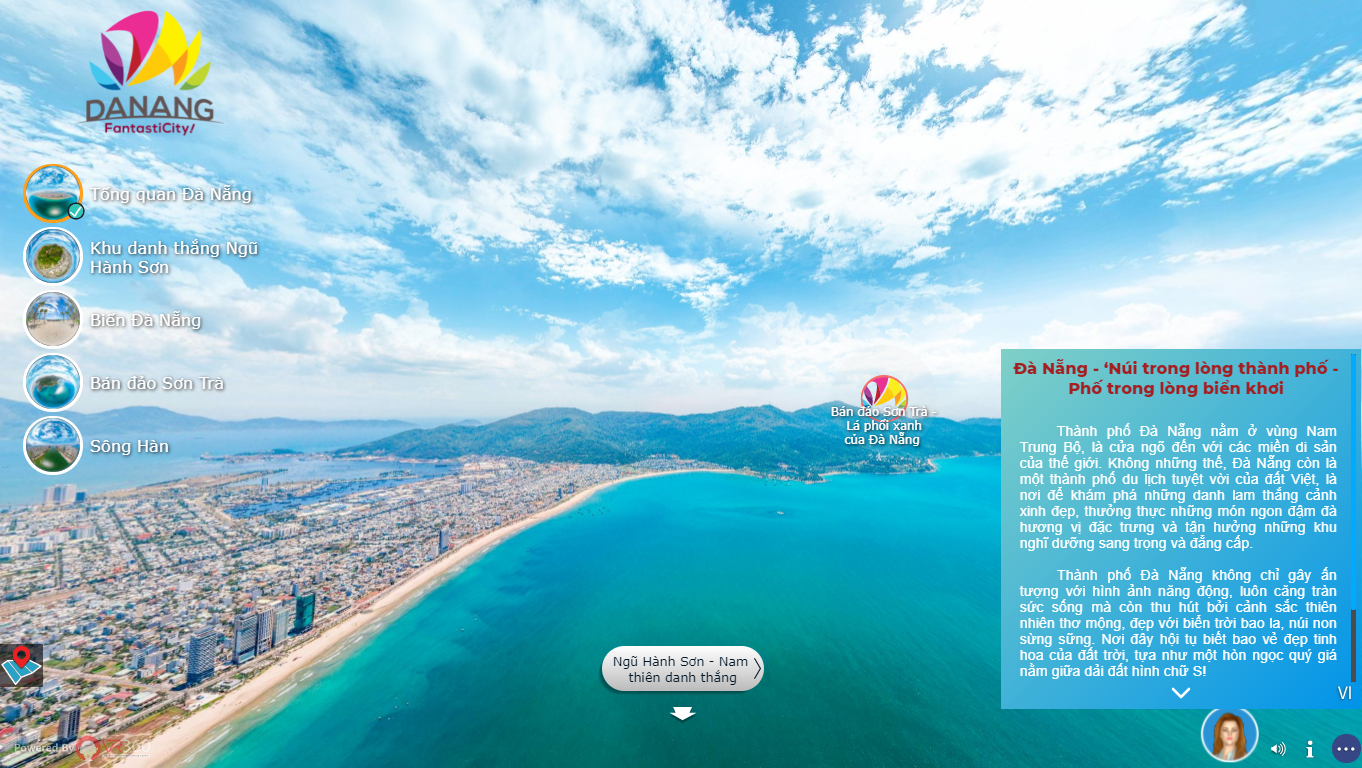 DANANG
FantastiCity!
Tổng quan Đà Nẵng
Khu danh thắng Ngũ
Hành Sơn
Biển Đà Nẵng
Bán đảo Sơn Trà
Sông Hàn
Bán đảo Sơn Trà -
Lá phổi xanh
của Đà Nẵng
Đà Nẵng - ‘Núi trong lòng thành phố -
Phố trong lòng biển khơi
Thành phố Đà Nẵng nằm ở vùng Nam
Trung Bộ, là cửa ngõ đến với các miền di sản
của thế giới. Không những thế, Đà Nẵng còn là
một thành phố du lịch tuyệt vời của đất Việt, là
nơi để khám phá những danh lam thắng cảnh
xinh đẹp, thưởng thực những món ngon đậm đà
hương vị đặc trưng và tận hưởng những khu
nghĩ dưỡng sang trọng và đẳng cấp.
Thành phố Đà Nẵng không chỉ gây ấn
tượng với hình ảnh năng động, luôn căng tràn
sức sống mà còn thu hút bởi cảnh sắc thiên
nhiên thơ mộng, đẹp với biển trời bao la, núi non
sừng sững. Nơi đây hội tụ biết bao vẻ đẹp tinh
hoa của đất trời, tựa như một hòn ngọc quý giá
nằm giữa dải đất hình chữ S!
VI
Ngũ Hành Sơn - Nam
thiên danh thắng
Powered By